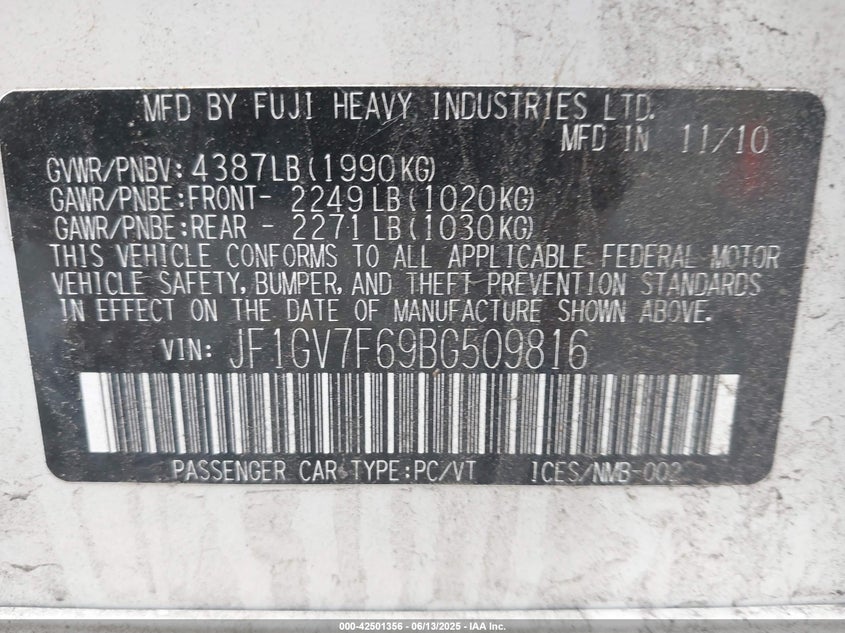 MFD BY FUJI HEAVY INDUSTRIES LTD.
MFD IN 11/10
GVWR/PNBV: 4387LB (1990KG)
GAWR/PNBE:FRONT- 2249LB (1020KG)
GAWR/PNBE:REAR - 2271LB (1030KG)
THIS VEHICLE CONFORMS TO ALL APPLICABLE FEDERAL MOTOR
VEHICLE SAFETY, BUMPER, AND THEFT PREVENTION STANDARDS
IN EFFECT ON THE DATE OF MANUFACTURE SHOWN ABOVE.
VIN: JF1GV7F69BG509816
PASSENGER CAR TYPE:PC/VT ICES/NMB-002
000-42501356 - 06/13/2025 - IAA Inc.